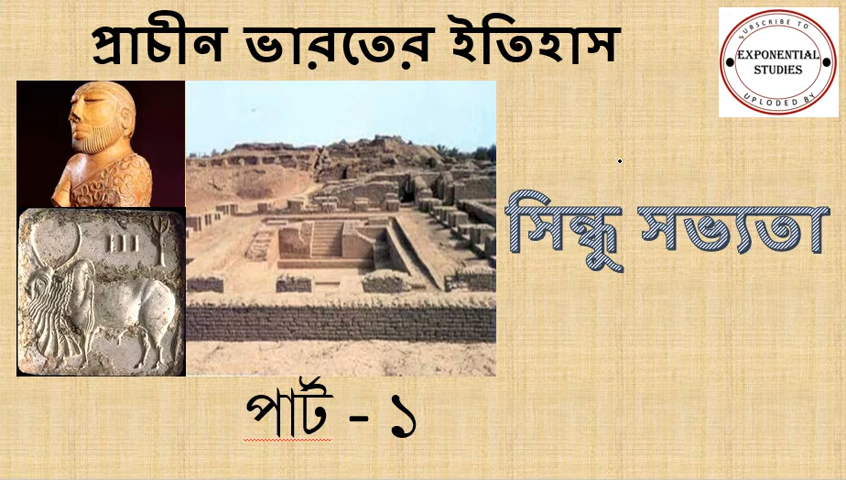 প্রাচীন ভারতের ইতিহাস
SUBSCRIBE TO
EXPONENTIAL
STUDIES
UPLODED BY
সিন্ধু সভ্যতা
পার্ট - ১